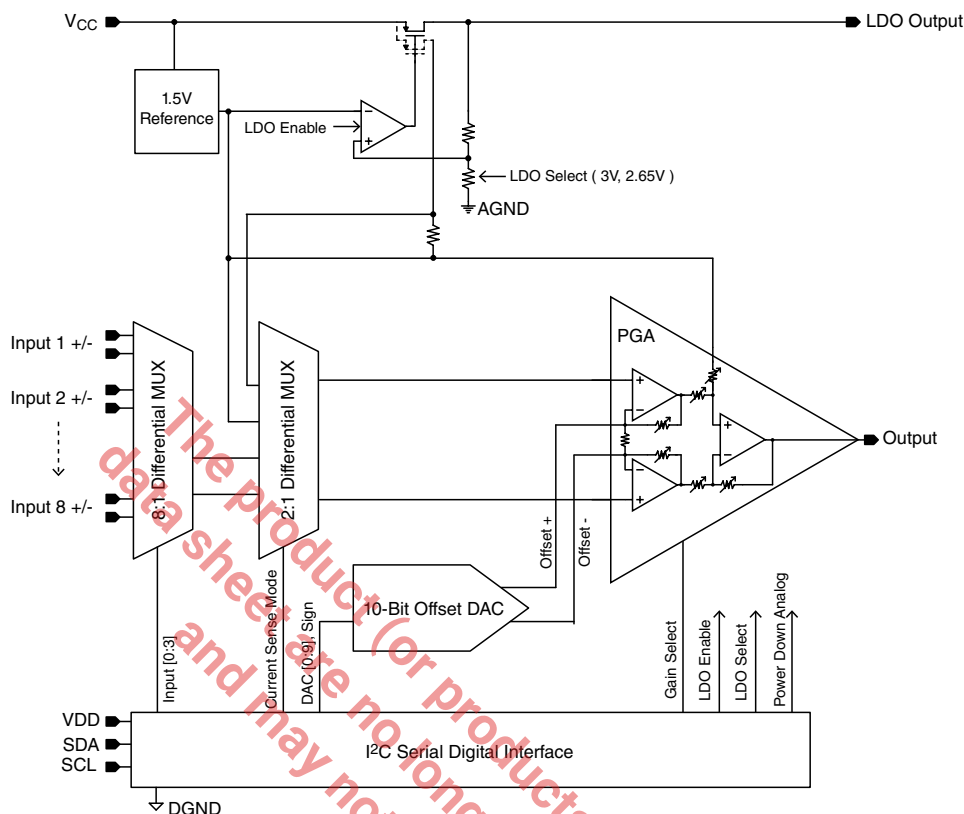 VCC
LDO Output
1.5V
Reference
LDO Enable
−
+
LDO Select ( 3V, 2.65V )
AGND
PGA
Input 1 +/-
Input 2 +/-
Input 8 +/-
8:1 Differential MUX
2:1 Differential MUX
+
−
−
+
+
−
Output
Offset +
Offset -
10-Bit Offset DAC
Input [0:3]
Current Sense Mode
DAC [0:9], Sign
Gain Select
LDO Enable
LDO Select
Power Down Analog
VDD
SDA
SCL
I²C Serial Digital Interface
DGND
The product (or products
data sheet are no long
and may not